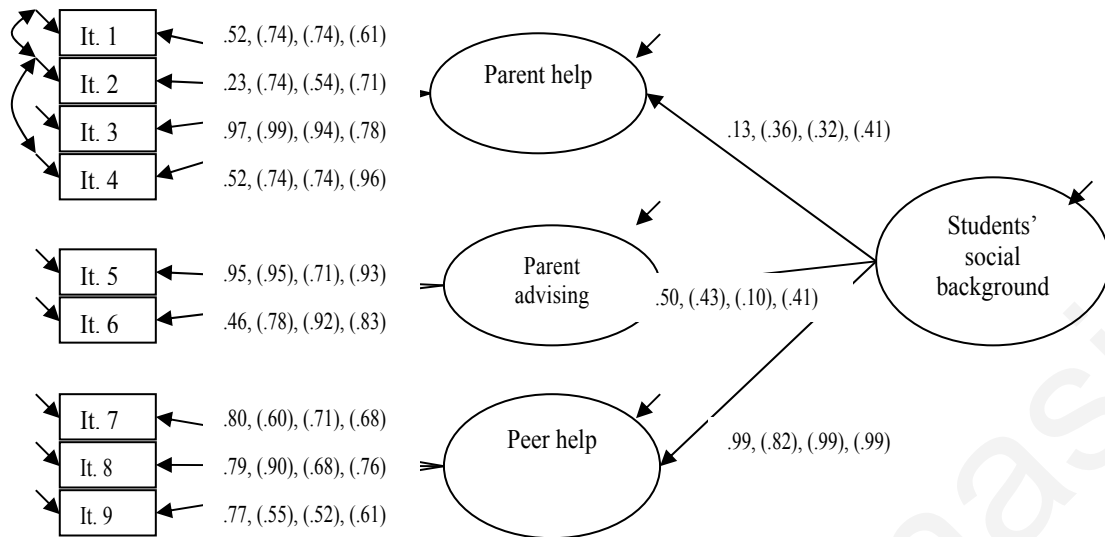 It. 1 .52, (.74), (.74), (.61)
It. 2 .23, (.74), (.54), (.71)
It. 3 .97, (.99), (.94), (.78)
It. 4 .52, (.74), (.74), (.96)
Parent help
.13, (.36), (.32), (.41)
It. 5 .95, (.95), (.71), (.93)
It. 6 .46, (.78), (.92), (.83)
Parent
advising
.50, (.43), (.10), (.41)
Students’
social
background
It. 7 .80, (.60), (.71), (.68)
It. 8 .79, (.90), (.68), (.76)
It. 9 .77, (.55), (.52), (.61)
Peer help
.99, (.82), (.99), (.99)